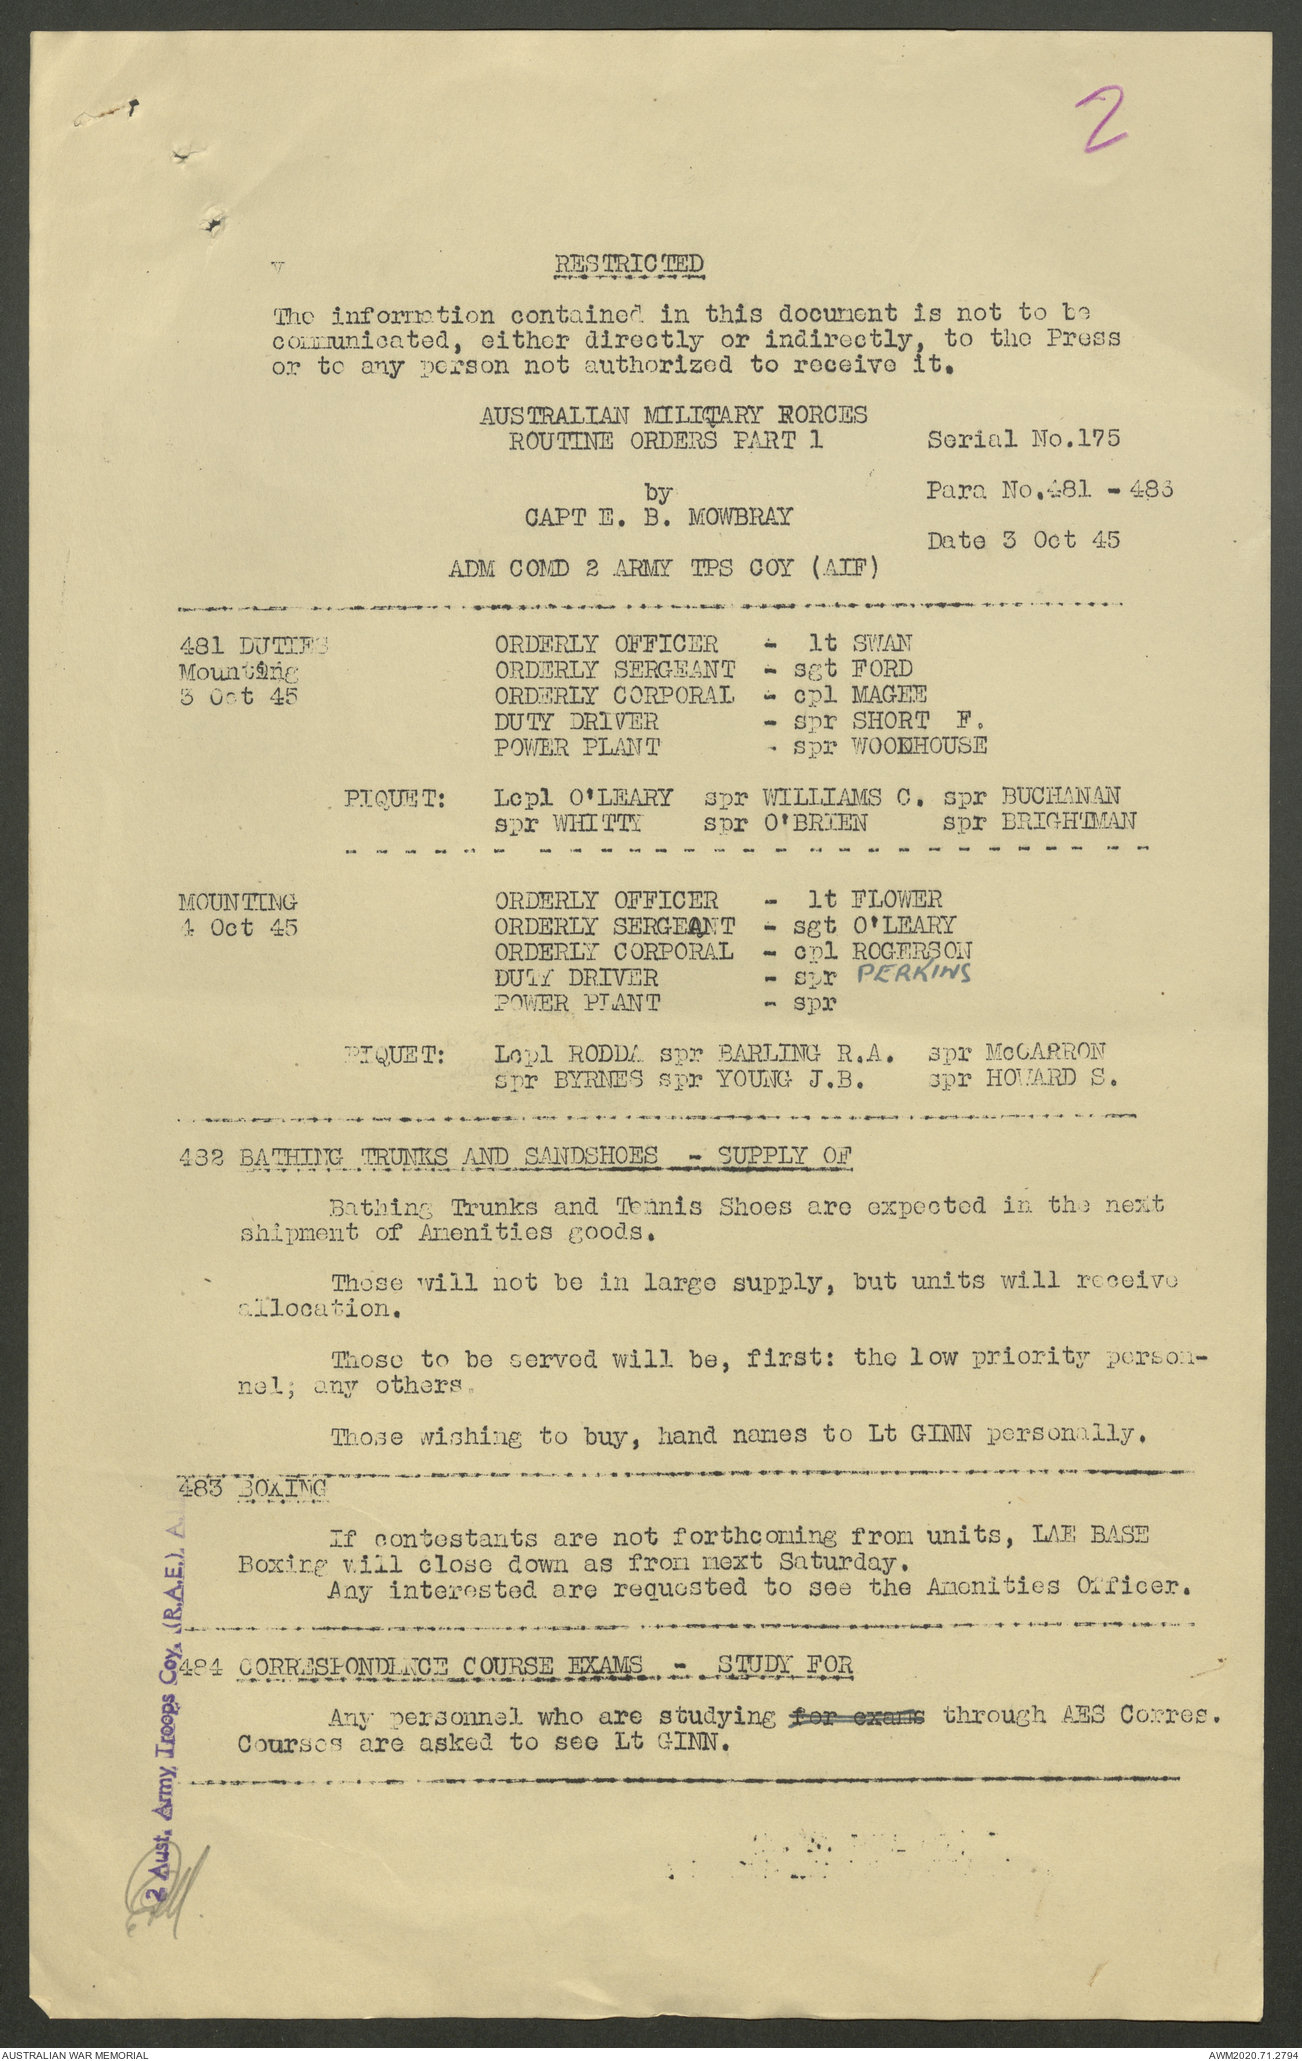 2
v RESTRICTED
The information contained in this document is not to be
communicated, either directly or indirectly, to the Press
or to any person not authorized to receive it.
AUSTRALIAN MILITARY FORCES
ROUTINE ORDERS PART 1 Serial No.175
by Para No.481 - 483
CAPT E. B. MOWBRAY
Date 3 Oct 45
ADM COMD 2 ARMY TPS COY (AIF)
481 DUTIES ORDERLY OFFICER - lt SWAN
Mounting ORDERLY SERGEANT - sgt FORD
3 Oct 45 ORDERLY CORPORAL - cpl MAGEE
DUTY DRIVER - spr SHORT F.
POWER PLANT - spr WOODHOUSE
PIQUET: Lcpl O'LEARY spr WILLIAMS C. spr BUCHANAN
spr WHITTY spr O'BRIEN spr BRIGHTMAN
MOUNTING ORDERLY OFFICER - lt FLOWER
4 Oct 45 ORDERLY SERGEANT - sgt O'LEARY
ORDERLY CORPORAL - cpl ROGERSON
DUTY DRIVER - spr PERKINS
POWER PLANT - spr
PIQUET: Lcpl RODDA spr BARLING R.A. spr McCARRON
spr BYRNES spr YOUNG J.B. spr HOWARD S.
482 BATHING TRUNKS AND SANDSHOES - SUPPLY OF
Bathing Trunks and Tennis Shoes are expected in the next
shipment of Amenities goods.
These will not be in large supply, but units will receive
allocation.
Those to be served will be, first: the low priority person-
nel; any others.
Those wishing to buy, hand names to Lt GINN personally.
483 BOXING
If contestants are not forthcoming from units, LAE BASE
Boxing will close down as from next Saturday.
Any interested are requested to see the Amenities Officer.
484 CORRESPONDENCE COURSE EXAMS - STUDY FOR
Any personnel who are studying for exams through AES Corres.
Courses are asked to see Lt GINN.
2 Aust. Army Troops Coy. (R.A.E.). A.
AUSTRALIAN WAR MEMORIAL AWM2020.71.2794